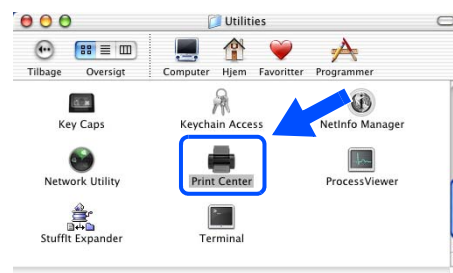 Utilities
Tilbage Oversigt Computer Hjem Favoritter Programmer
Key Caps Keychain Access NetInfo Manager
Network Utility Print Center ProcessViewer
StuffIt Expander Terminal